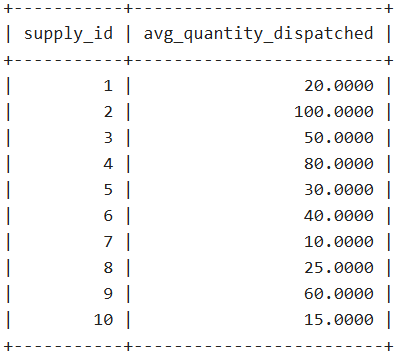 +-----------+-------------------------+
| supply_id | avg_quantity_dispatched |
+-----------+-------------------------+
|         1 |                 20.0000 |
|         2 |                100.0000 |
|         3 |                 50.0000 |
|         4 |                 80.0000 |
|         5 |                 30.0000 |
|         6 |                 40.0000 |
|         7 |                 10.0000 |
|         8 |                 25.0000 |
|         9 |                 60.0000 |
|        10 |                 15.0000 |
+-----------+-------------------------+